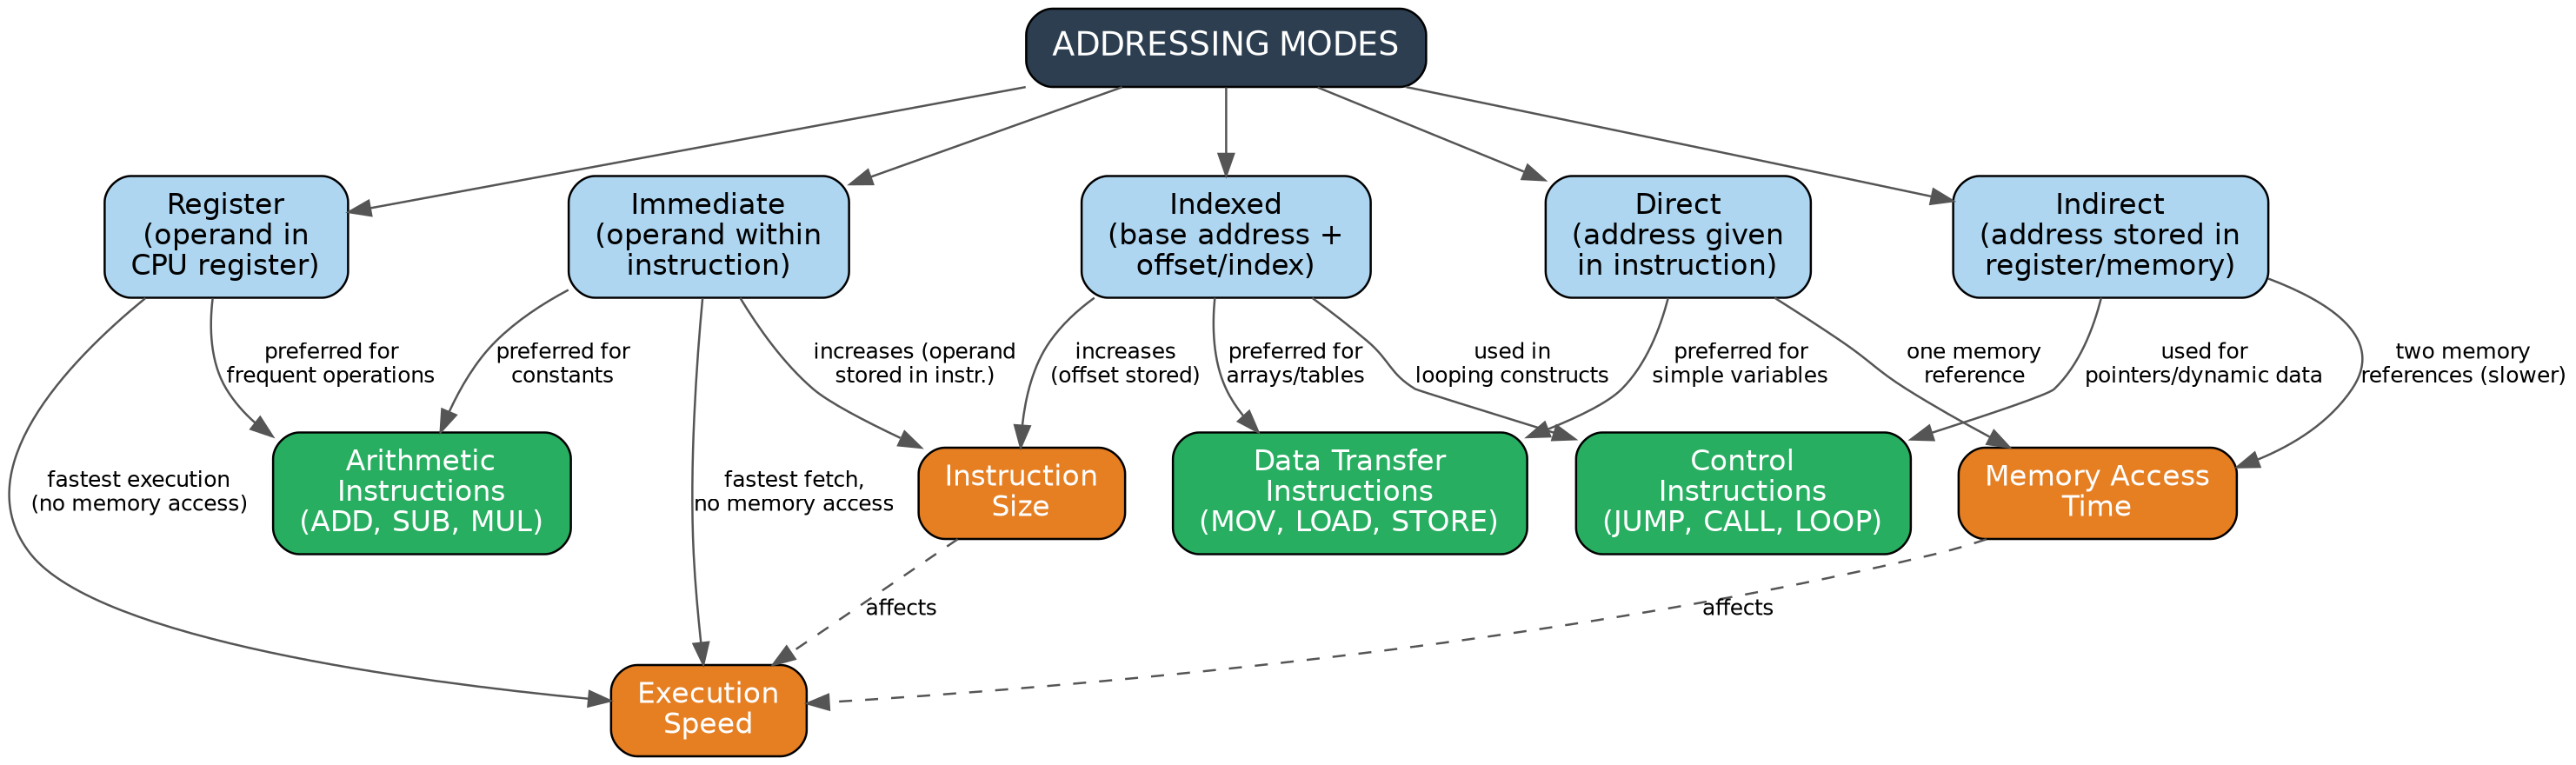 ADDRESSING MODES
Register
(operand in
CPU register)
Immediate
(operand within
instruction)
Indexed
(base address +
offset/index)
Direct
(address given
in instruction)
Indirect
(address stored in
register/memory)
preferred for
frequent operations
preferred for
constants
increases (operand
stored in instr.)
increases
(offset stored)
preferred for
arrays/tables
used in
looping constructs
preferred for
simple variables
one memory
reference
used for
pointers/dynamic data
two memory
references (slower)
fastest execution
(no memory access)
Arithmetic
Instructions
(ADD, SUB, MUL)
fastest fetch,
no memory access
Instruction
Size
Data Transfer
Instructions
(MOV, LOAD, STORE)
Control
Instructions
(JUMP, CALL, LOOP)
Memory Access
Time
affects
affects
Execution
Speed